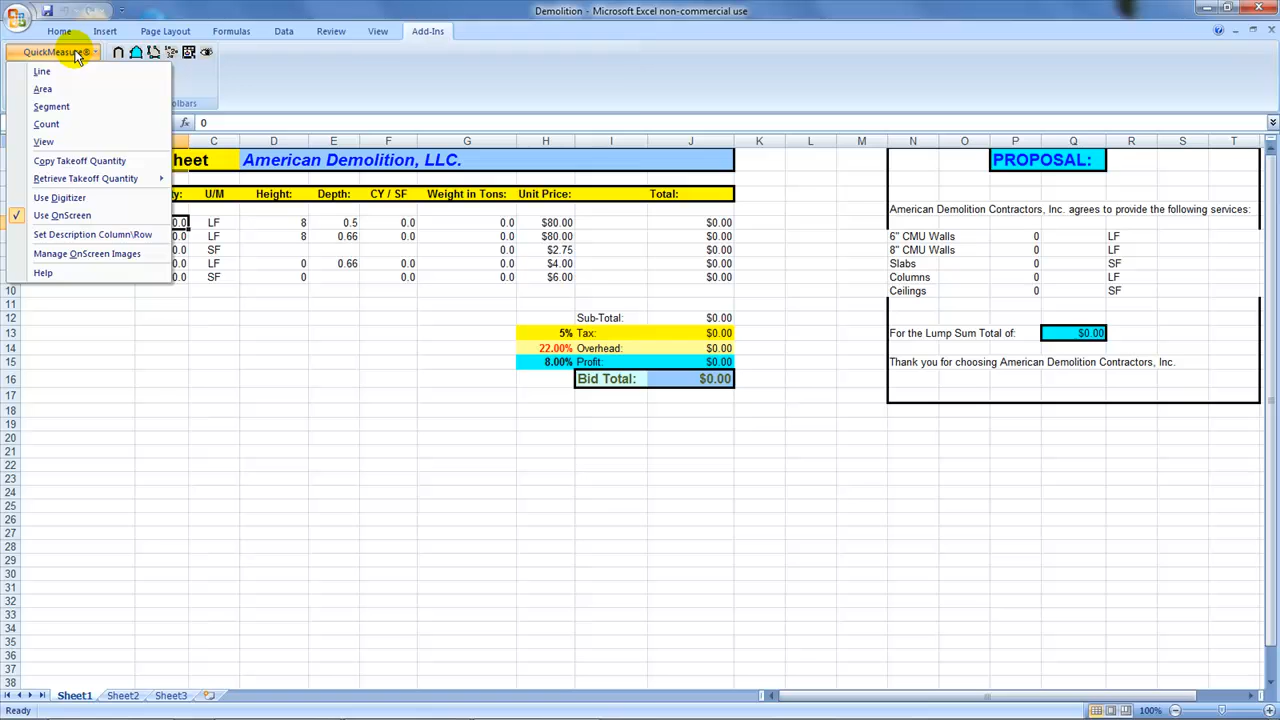 Demolition - Microsoft Excel non-commercial use
Home Insert Page Layout Formulas Data Review View Add-Ins
QuickMeasure®
Line
Area
Segment
Count
View
Copy Takeoff Quantity
Retrieve Takeoff Quantity
Use Digitizer
Use OnScreen
Set Description Column\Row
Manage OnScreen Images
Help
lbars
0
C D E F G H I J K L M N O P Q R S T
heet American Demolition, LLC. PROPOSAL:
ty: U/M Height: Depth: CY / SF Weight in Tons: Unit Price: Total:
American Demolition Contractors, Inc. agrees to provide the following services:
0.0 LF 8 0.5 0.0 0.0 $80.00 $0.00
0.0 LF 8 0.66 0.0 0.0 $80.00 $0.00 6" CMU Walls 0 LF
0.0 SF 0.0 $2.75 $0.00 8" CMU Walls 0 LF
0.0 LF 0 0.66 0.0 0.0 $4.00 $0.00 Slabs 0 SF
0.0 SF 0 0.0 $6.00 $0.00 Columns 0 LF
10 Ceilings 0 SF
11
12 Sub-Total: $0.00
13 5% Tax: $0.00 For the Lump Sum Total of: $0.00
14 22.00% Overhead: $0.00
15 8.00% Profit: $0.00 Thank you for choosing American Demolition Contractors, Inc.
16 Bid Total: $0.00
17
18
19
20
21
22
23
24
25
26
27
28
29
30
31
32
33
34
35
36
37
38
Sheet1 Sheet2 Sheet3
Ready 100%